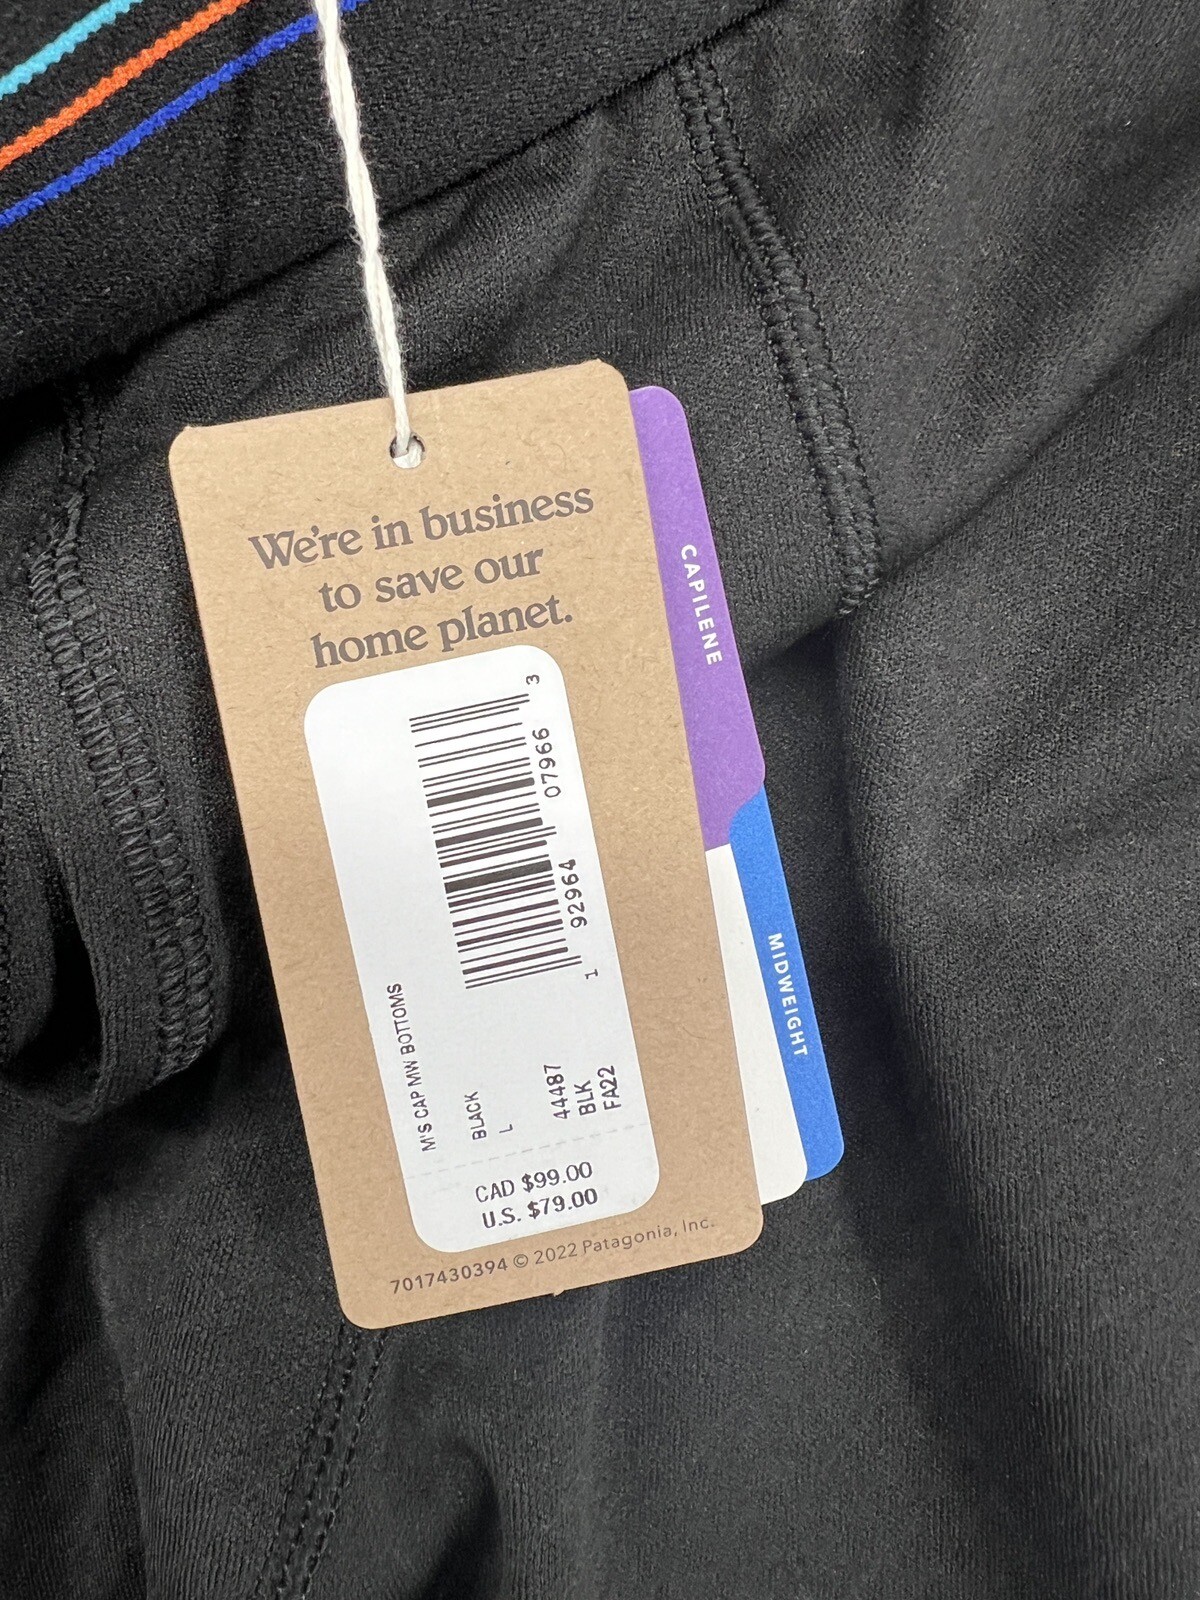 We're in business
to save our
home planet.
1 92964 07966 3
M'S CAP MW BOTTOMS
BLACK
L
44487
BLK
FA22
CAD $99.00
U.S. $79.00
7017430394 © 2022 Patagonia, Inc.
CAPILENE
MIDWEIGHT